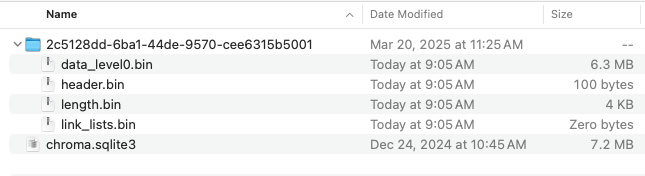 Name Date Modified Size
2c5128dd-6ba1-44de-9570-cee6315b5001 Mar 20, 2025 at 11:25 AM --
data_level0.bin Today at 9:05 AM 6.3 MB
header.bin Today at 9:05 AM 100 bytes
length.bin Today at 9:05 AM 4 KB
link_lists.bin Today at 9:05 AM Zero bytes
chroma.sqlite3 Dec 24, 2024 at 10:45 AM 7.2 MB